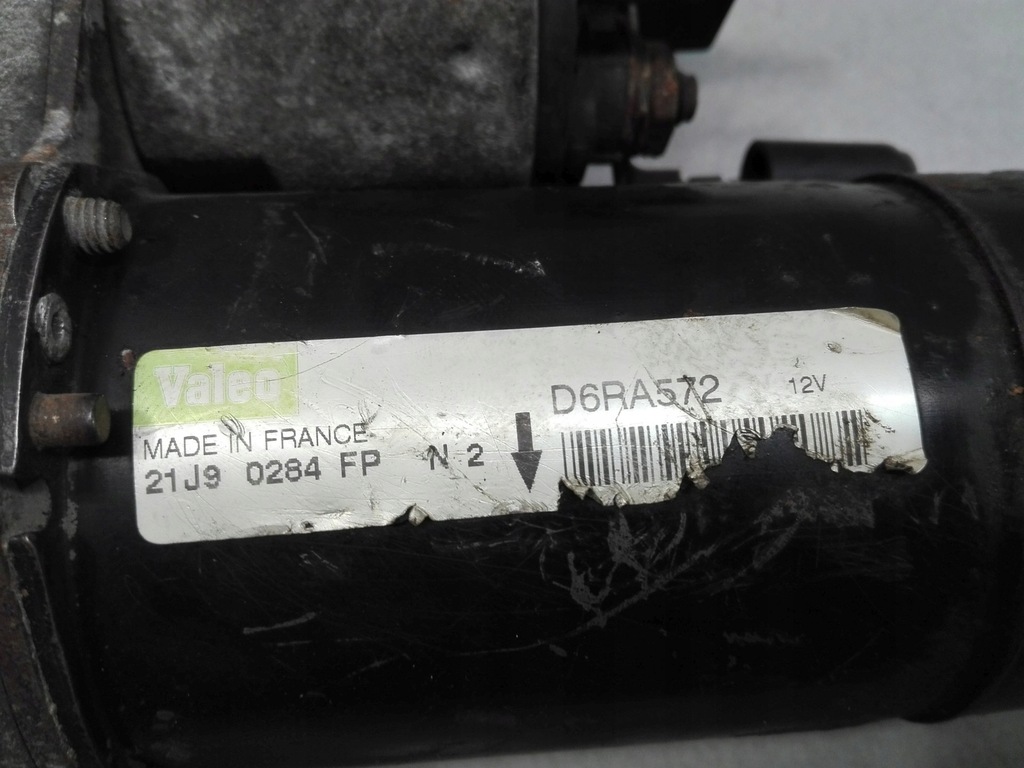 Valeo
D6RA572 12V
MADE IN FRANCE
21J9 0284 FP N 2